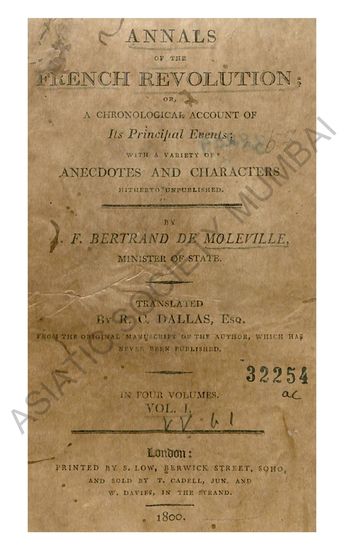 ANNALS
OF THE
FRENCH REVOLUTION;
OR,
A CHRONOLOGICAL ACCOUNT OF
Its Principal Events;
WITH A VARIETY OF
ANECDOTES AND CHARACTERS
HITHERTO UNPUBLISHED.
BY
F. BERTRAND DE MOLEVILLE,
MINISTER OF STATE.
TRANSLATED
BY R. C. DALLAS, ESQ.
FROM THE ORIGINAL MANUSCRIPT OF THE AUTHOR, WHICH HAS
NEVER BEEN PUBLISHED.
32254
ac
IN FOUR VOLUMES.
VOL. I.
London:
PRINTED BY S. LOW, BERWICK STREET, SOHO,
AND SOLD BY T. CADELL, JUN. AND
W. DAVIES, IN THE STRAND.
1800.
ASIATIC SOCIETY MUMBAI